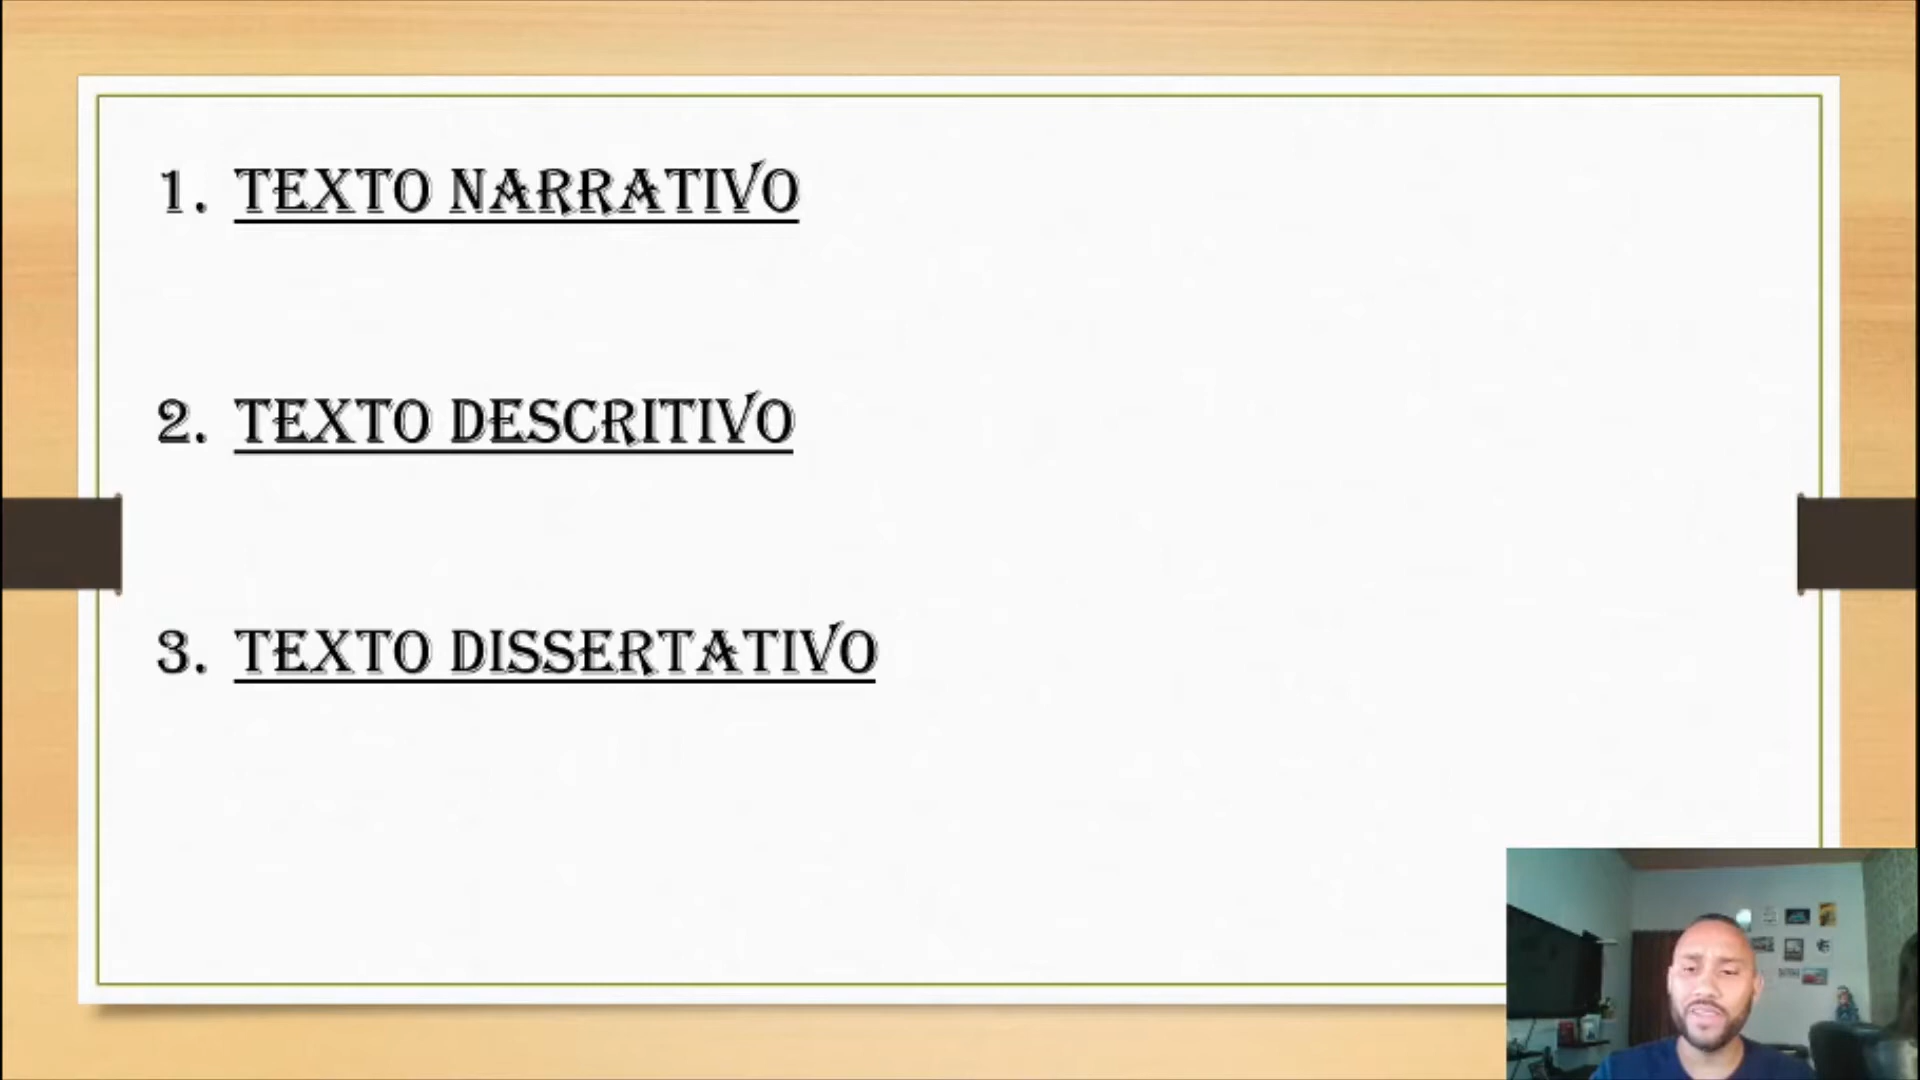 1. TEXTO NARRATIVO
2. TEXTO DESCRITIVO
3. TEXTO DISSERTATIVO